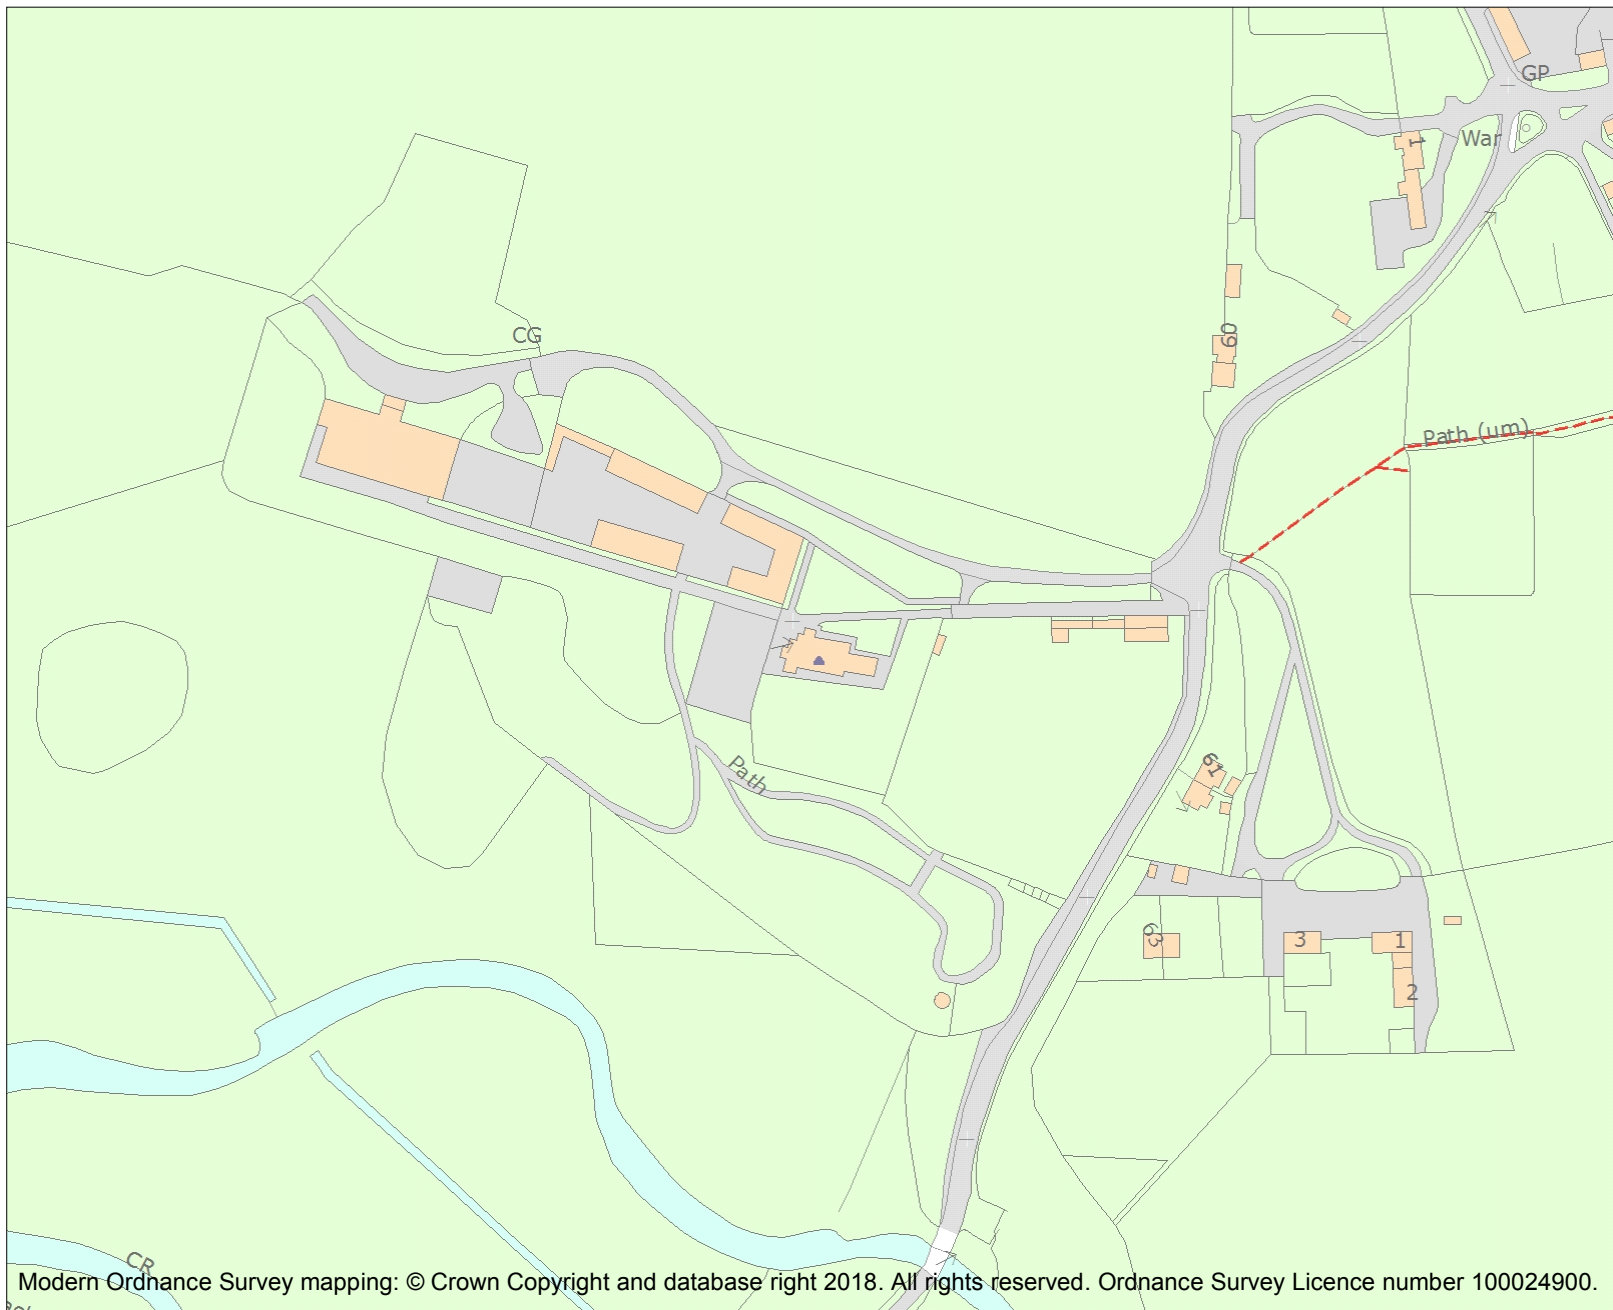 GP
War
1
CG
60
Path (um)
61
Path
63
3
1
2
CR
Modern Ordnance Survey mapping: © Crown Copyright and database right 2018. All rights reserved. Ordnance Survey Licence number 100024900.